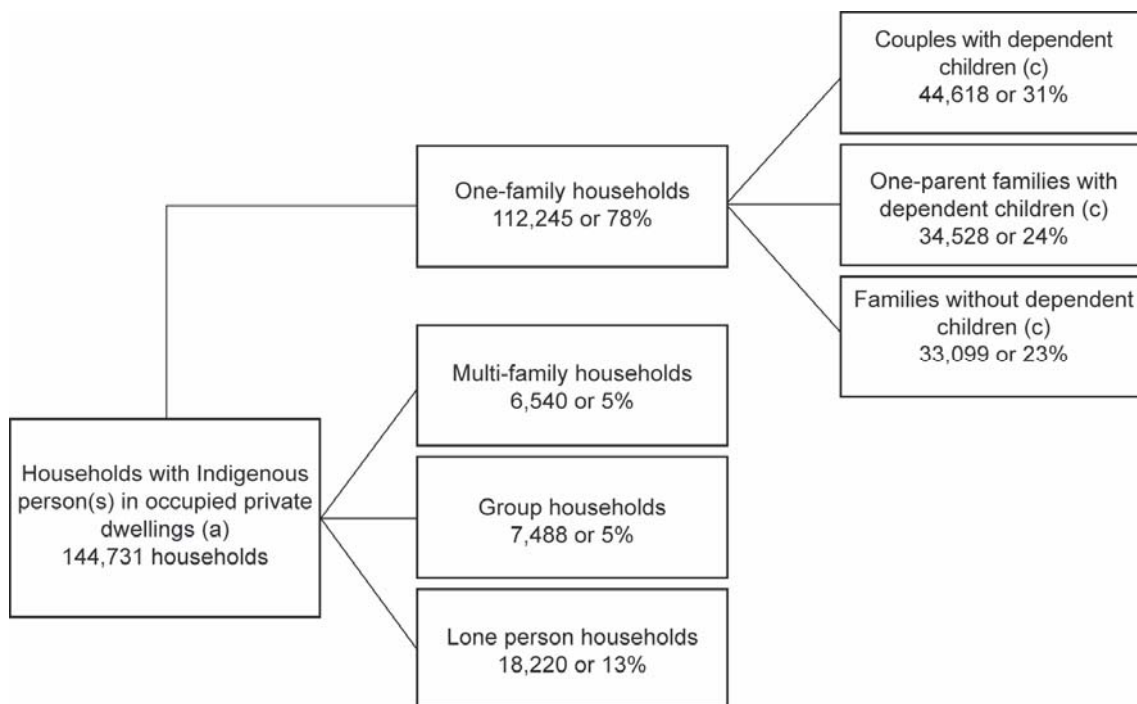 Couples with dependent
children (c)
44,618 or 31%
One-family households
112,245 or 78%
One-parent families with
dependent children (c)
34,528 or 24%
Families without dependent
children (c)
33,099 or 23%
Multi-family households
6,540 or 5%
Households with Indigenous
person(s) in occupied private
dwellings (a)
144,731 households
Group households
7,488 or 5%
Lone person households
18,220 or 13%